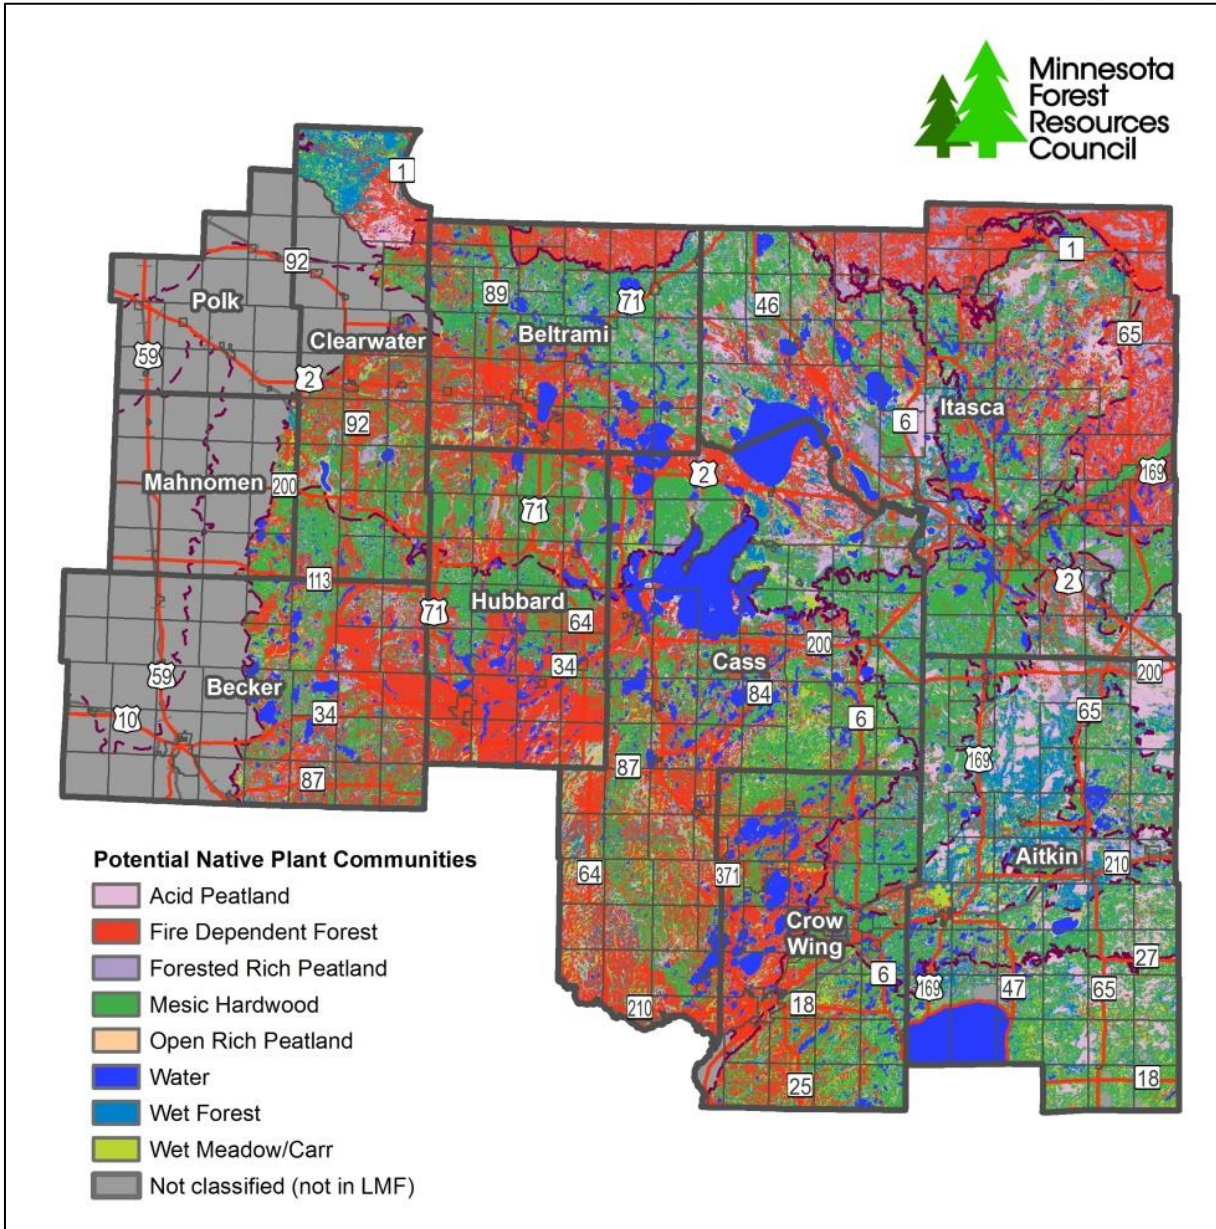 Minnesota
Forest
Resources
Council
1
92
1
Polk
89
71
46
65
Clearwater
Beltrami
59
2
Itasca
92
6
Mahnomen
200
2
169
71
113
2
71
Hubbard
64
200
34
Cass
200
59
Becker
84
34
6
65
10
169
87
87
64
371
Aitkin
210
Crow
Wing
27
6
169
47
65
210
18
25
18
Potential Native Plant Communities
Acid Peatland
Fire Dependent Forest
Forested Rich Peatland
Mesic Hardwood
Open Rich Peatland
Water
Wet Forest
Wet Meadow/Carr
Not classified (not in LMF)